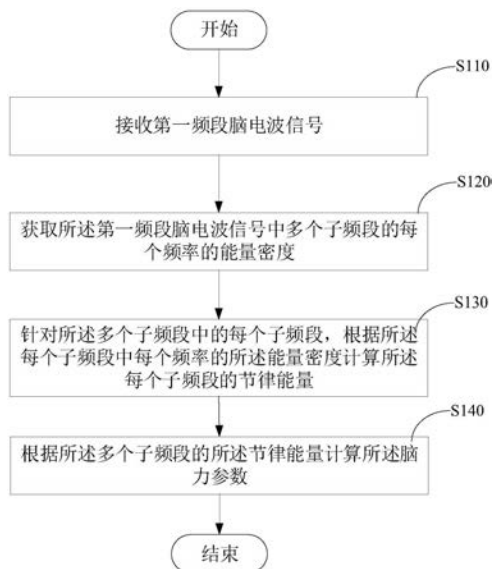 开始
S110
接收第一频段脑电波信号
S120
获取所述第一频段脑电波信号中多个子频段的每
个频率的能量密度
S130
针对所述多个子频段中的每个子频段，根据所述
每个子频段中每个频率的所述能量密度计算所述
每个子频段的节律能量
S140
根据所述多个子频段的所述节律能量计算所述脑
力参数
结束